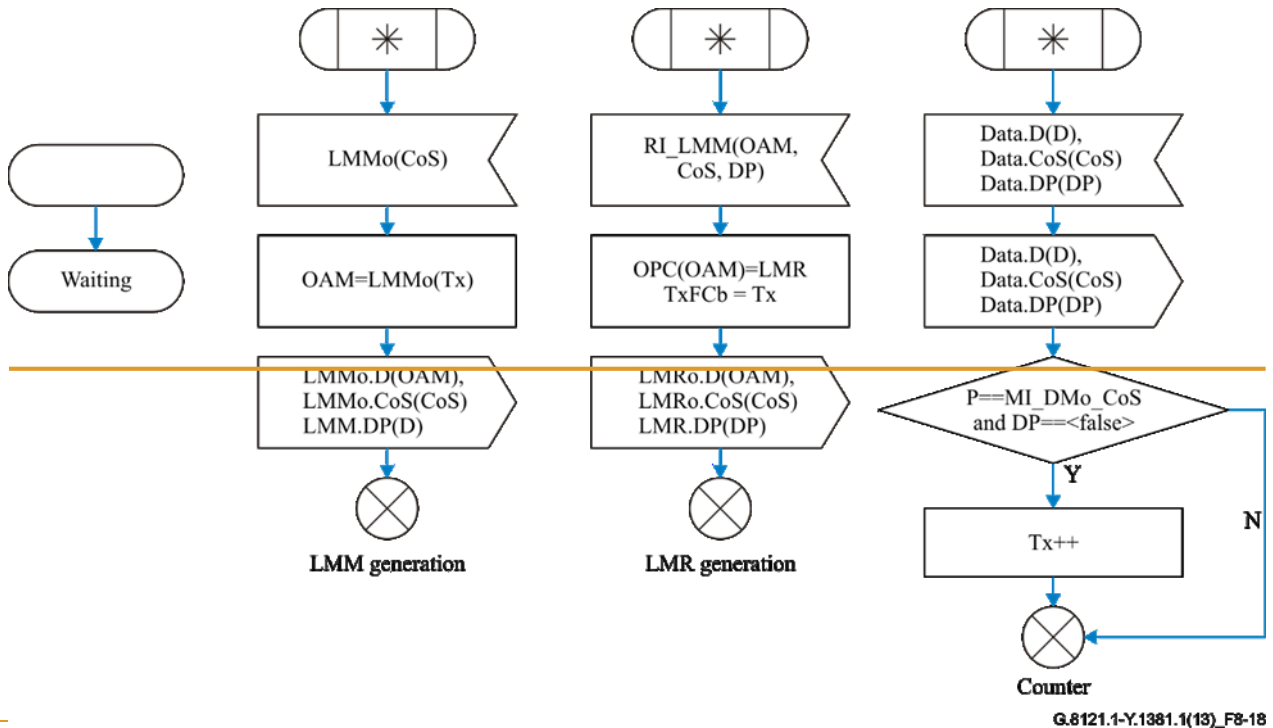 Waiting
LMMo(CoS)
OAM=LMMo(Tx)
LMMo.D(OAM),
LMMo.CoS(CoS)
LMM.DP(D)
LMM generation
RI_LMM(OAM,
CoS, DP)
OPC(OAM)=LMR
TxFCb = Tx
LMRo.D(OAM),
LMRo.CoS(CoS)
LMR.DP(DP)
LMR generation
Data.D(D),
Data.CoS(CoS)
Data.DP(DP)
Data.D(D),
Data.CoS(CoS)
Data.DP(DP)
P==MI_DMo_CoS
and DP==<false>
Y
N
Tx++
Counter
G.8121.1-Y.1381.1(13)_F8-18